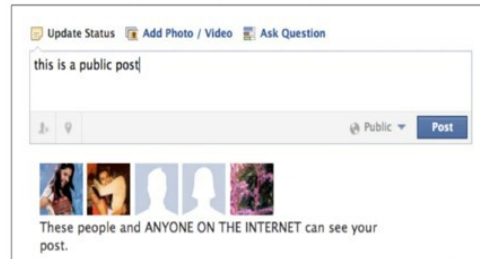 Update Status Add Photo / Video Ask Question
this is a public post
Public Post
These people and ANYONE ON THE INTERNET can see your
post.